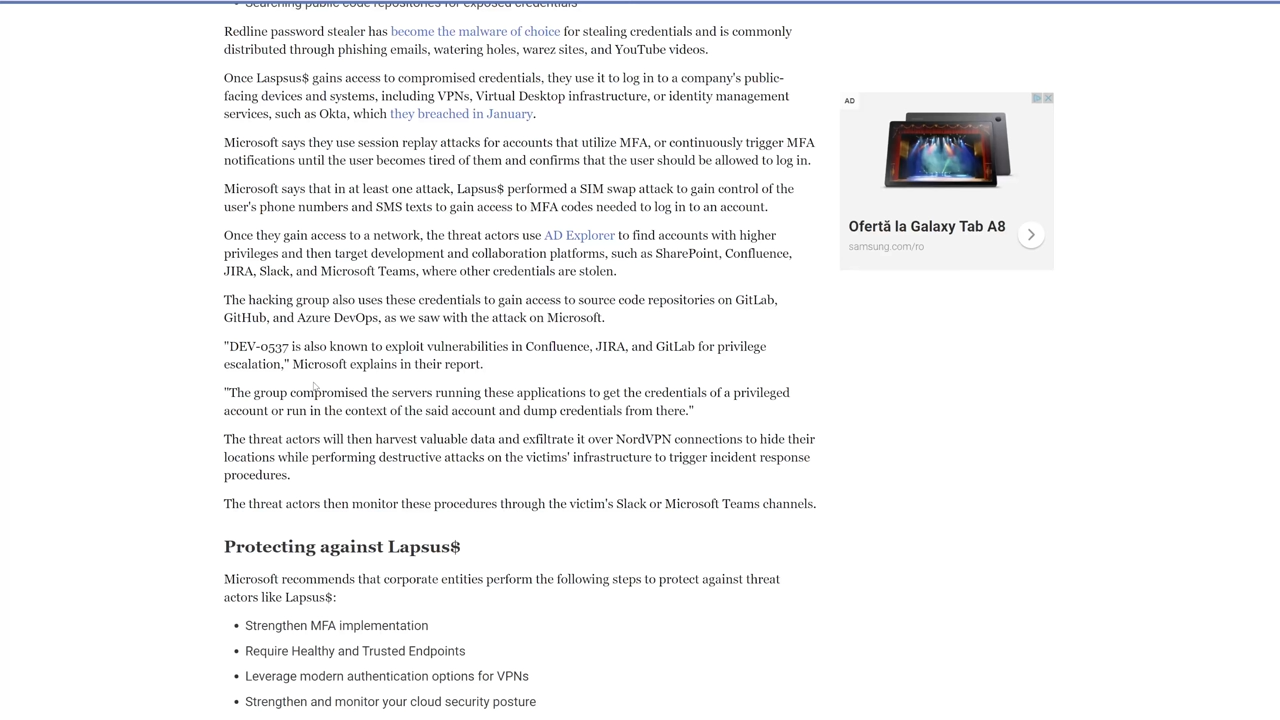 Searching public code repositories for exposed credentials
Redline password stealer has become the malware of choice for stealing credentials and is commonly
distributed through phishing emails, watering holes, warez sites, and YouTube videos.
Once Laspsus$ gains access to compromised credentials, they use it to log in to a company's public-
facing devices and systems, including VPNs, Virtual Desktop infrastructure, or identity management
services, such as Okta, which they breached in January.
Microsoft says they use session replay attacks for accounts that utilize MFA, or continuously trigger MFA
notifications until the user becomes tired of them and confirms that the user should be allowed to log in.
Microsoft says that in at least one attack, Lapsus$ performed a SIM swap attack to gain control of the
user's phone numbers and SMS texts to gain access to MFA codes needed to log in to an account.
Once they gain access to a network, the threat actors use AD Explorer to find accounts with higher
privileges and then target development and collaboration platforms, such as SharePoint, Confluence,
JIRA, Slack, and Microsoft Teams, where other credentials are stolen.
The hacking group also uses these credentials to gain access to source code repositories on GitLab,
GitHub, and Azure DevOps, as we saw with the attack on Microsoft.
"DEV-0537 is also known to exploit vulnerabilities in Confluence, JIRA, and GitLab for privilege
escalation," Microsoft explains in their report.
"The group compromised the servers running these applications to get the credentials of a privileged
account or run in the context of the said account and dump credentials from there."
The threat actors will then harvest valuable data and exfiltrate it over NordVPN connections to hide their
locations while performing destructive attacks on the victims' infrastructure to trigger incident response
procedures.
The threat actors then monitor these procedures through the victim's Slack or Microsoft Teams channels.
Protecting against Lapsus$
Microsoft recommends that corporate entities perform the following steps to protect against threat
actors like Lapsus$:
• Strengthen MFA implementation
• Require Healthy and Trusted Endpoints
• Leverage modern authentication options for VPNs
• Strengthen and monitor your cloud security posture
AD
Ofertă la Galaxy Tab A8
samsung.com/ro